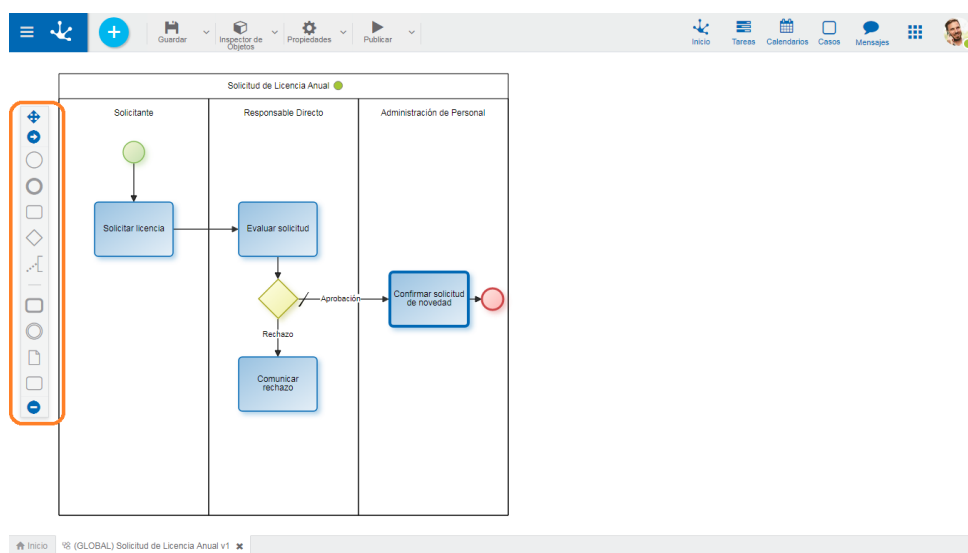 Guardar
Inspector de
Objetos
Propiedades
Publicar
Inicio
Tareas
Calendarios
Casos
Mensajes
Solicitud de Licencia Anual
Solicitante
Responsable Directo
Administración de Personal
Solicitar licencia
Evaluar solicitud
Aprobación
Confirmar solicitud
de novedad
Rechazo
Comunicar
rechazo
Inicio
(GLOBAL) Solicitud de Licencia Anual v1